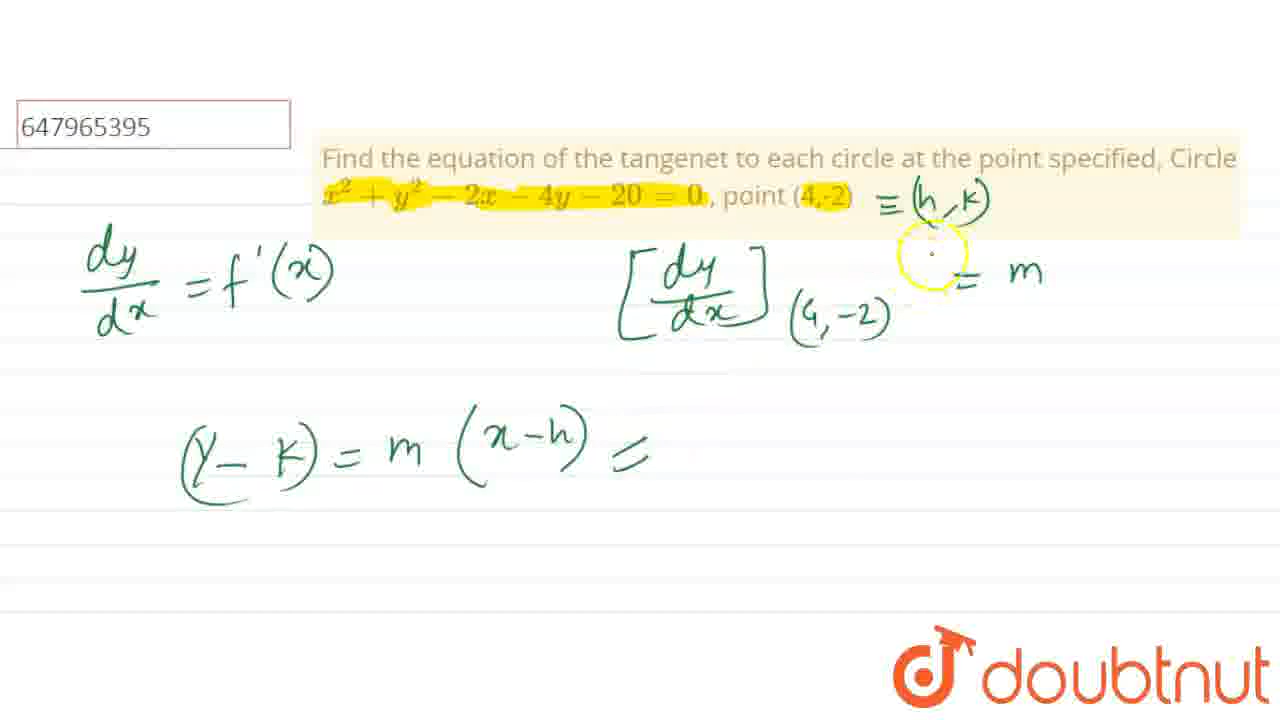 647965395
Find the equation of the tangenet to each circle at the point specified, Circle
x² + y² − 2x − 4y − 20 = 0, point (4,-2) ≡ (h, k)
dy/dx = f'(x)
[dy/dx](4, −2) = m
(y − k) = m (x − h) =
doubtnut